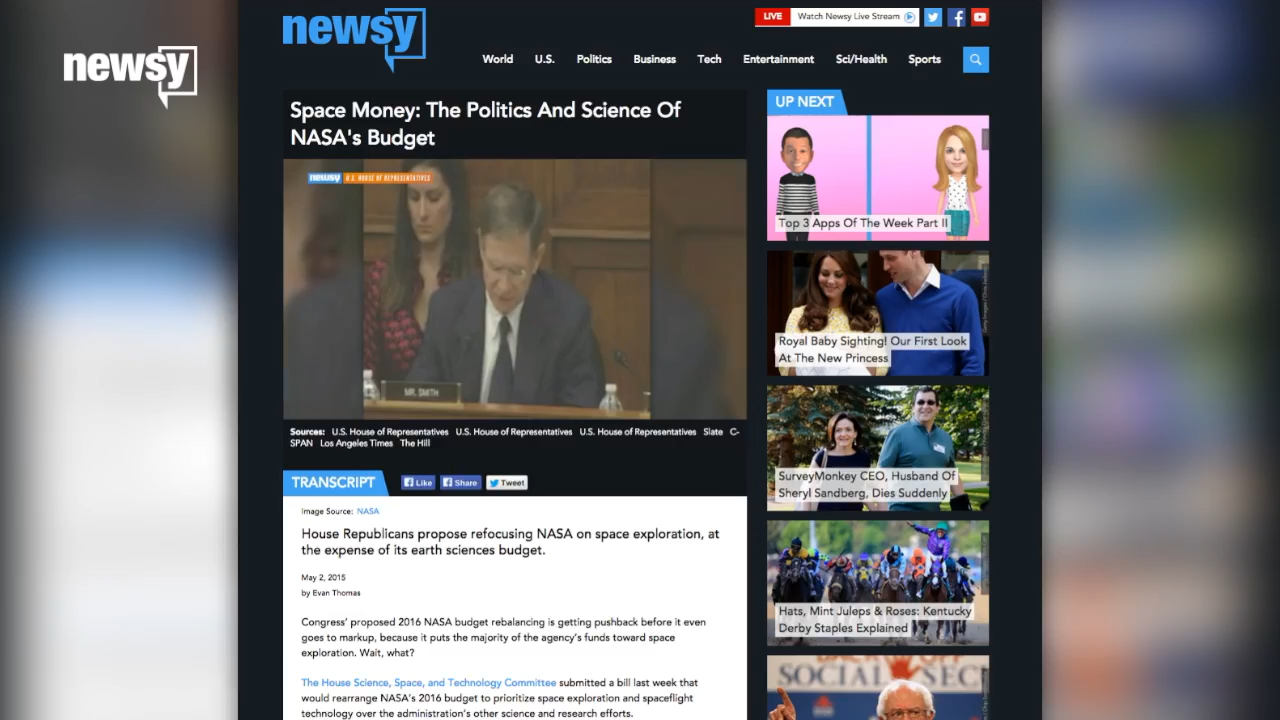 newsy
newsy
LIVE Watch Newsy Live Stream
World U.S. Politics Business Tech Entertainment Sci/Health Sports
Space Money: The Politics And Science Of
NASA's Budget
newsy U.S. HOUSE OF REPRESENTATIVES
MR. SMITH
Sources: U.S. House of Representatives U.S. House of Representatives U.S. House of Representatives Slate C-
SPAN Los Angeles Times The Hill
TRANSCRIPT Like Share Tweet
Image Source: NASA
House Republicans propose refocusing NASA on space exploration, at
the expense of its earth sciences budget.
May 2, 2015
by Evan Thomas
Congress' proposed 2016 NASA budget rebalancing is getting pushback before it even
goes to markup, because it puts the majority of the agency's funds toward space
exploration. Wait, what?
The House Science, Space, and Technology Committee submitted a bill last week that
would rearrange NASA's 2016 budget to prioritize space exploration and spaceflight
technology over the administration's other science and research efforts.
UP NEXT
Top 3 Apps Of The Week Part II
Royal Baby Sighting! Our First Look
At The New Princess
SurveyMonkey CEO, Husband Of
Sheryl Sandberg, Dies Suddenly
Hats, Mint Juleps & Roses: Kentucky
Derby Staples Explained
SOCIAL SEC